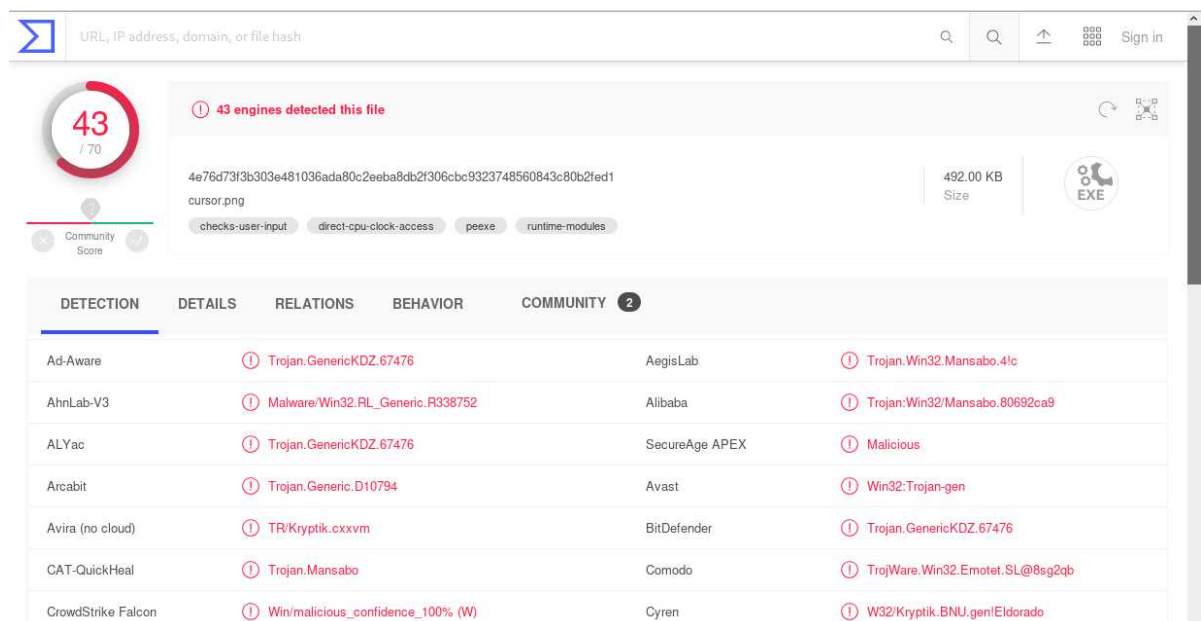 URL, IP address, domain, or file hash
Sign in
43
/ 70
Community
Score
43 engines detected this file
4e76d73f3b303e481036ada80c2eeba8db2f306cbc9323748560843c80b2fed1
cursor.png
checks-user-input direct-cpu-clock-access peexe runtime-modules
492.00 KB
Size
EXE
DETECTION DETAILS RELATIONS BEHAVIOR COMMUNITY 2
Ad-Aware Trojan.GenericKDZ.67476 AegisLab Trojan.Win32.Mansabo.4!c
AhnLab-V3 Malware/Win32.RL_Generic.R338752 Alibaba Trojan:Win32/Mansabo.80692ca9
ALYac Trojan.GenericKDZ.67476 SecureAge APEX Malicious
Arcabit Trojan.Generic.D10794 Avast Win32:Trojan-gen
Avira (no cloud) TR/Kryptik.cxxvm BitDefender Trojan.GenericKDZ.67476
CAT-QuickHeal Trojan.Mansabo Comodo TrojWare.Win32.Emotet.SL@8sg2qb
CrowdStrike Falcon Win/malicious_confidence_100% (W) Cyren W32/Kryptik.BNU.gen!Eldorado